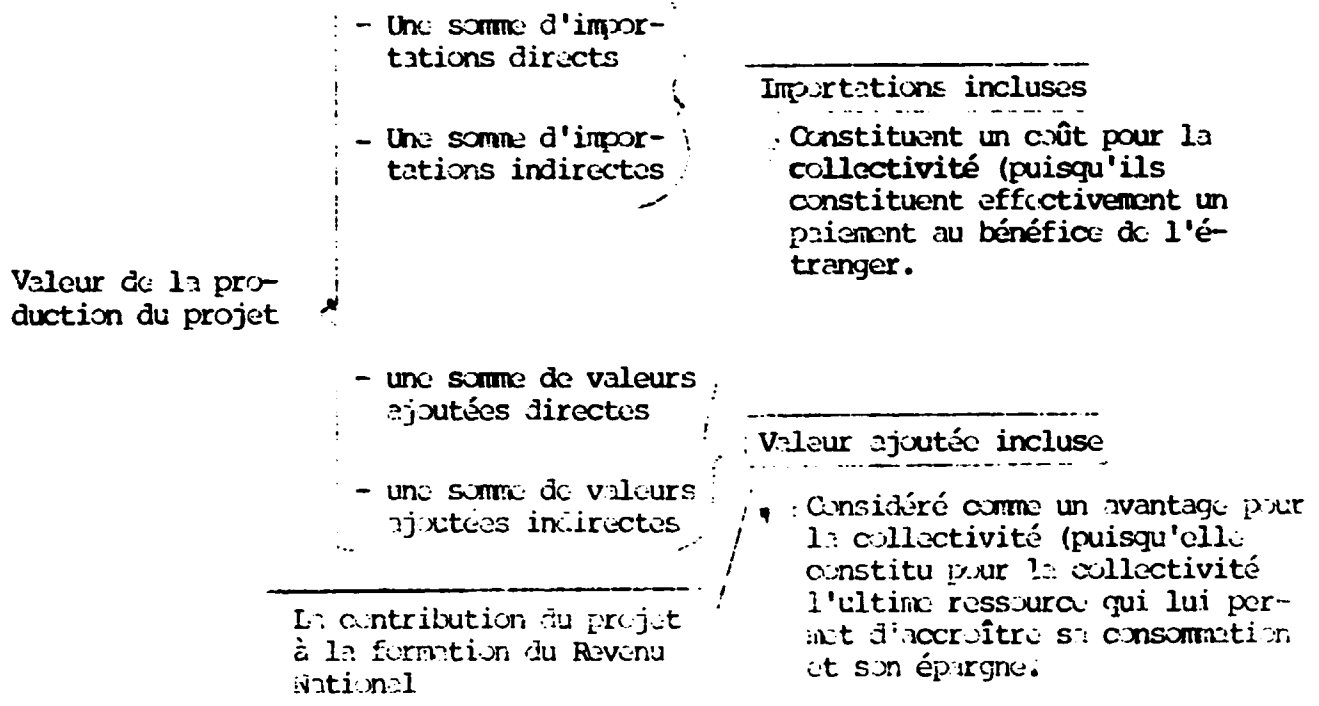 - Une somme d'impor-
tations directs
- Une somme d'impor-
tations indirectes
Importations incluses
Constituent un coût pour la
collectivité (puisqu'ils
constituent effectivement un
paiement au bénéfice de l'é-
tranger.
Valeur de la pro-
duction du projet
- une somme de valeurs
ajoutées directes
- une somme de valeurs
ajoutées indirectes
Valeur ajoutée incluse
Considéré comme un avantage pour
la collectivité (puisqu'elle
constitu pour la collectivité
l'ultime ressource qui lui per-
met d'accroître sa consommation
et son épargne.
La contribution du projet
à la formation du Revenu
National